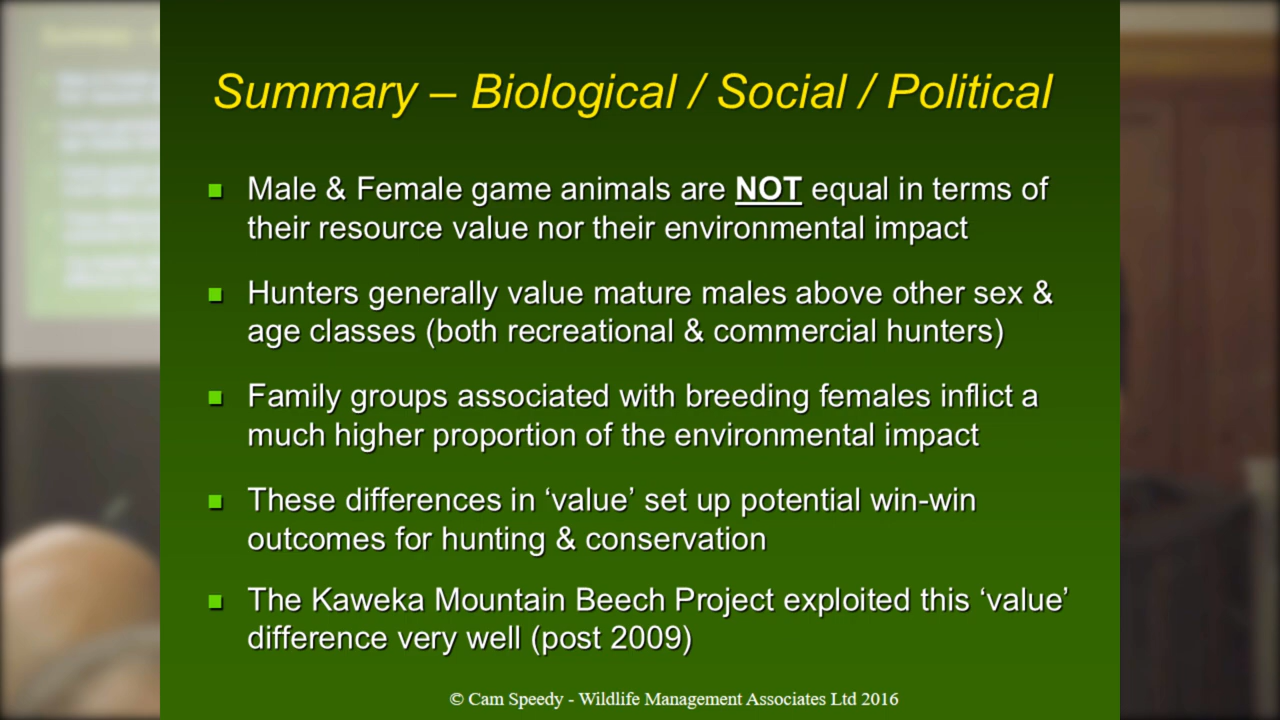 Summary – Biological / Social / Political
Male & Female game animals are NOT equal in terms of
their resource value nor their environmental impact
Hunters generally value mature males above other sex &
age classes (both recreational & commercial hunters)
Family groups associated with breeding females inflict a
much higher proportion of the environmental impact
These differences in ‘value’ set up potential win-win
outcomes for hunting & conservation
The Kaweka Mountain Beech Project exploited this ‘value’
difference very well (post 2009)
© Cam Speedy - Wildlife Management Associates Ltd 2016